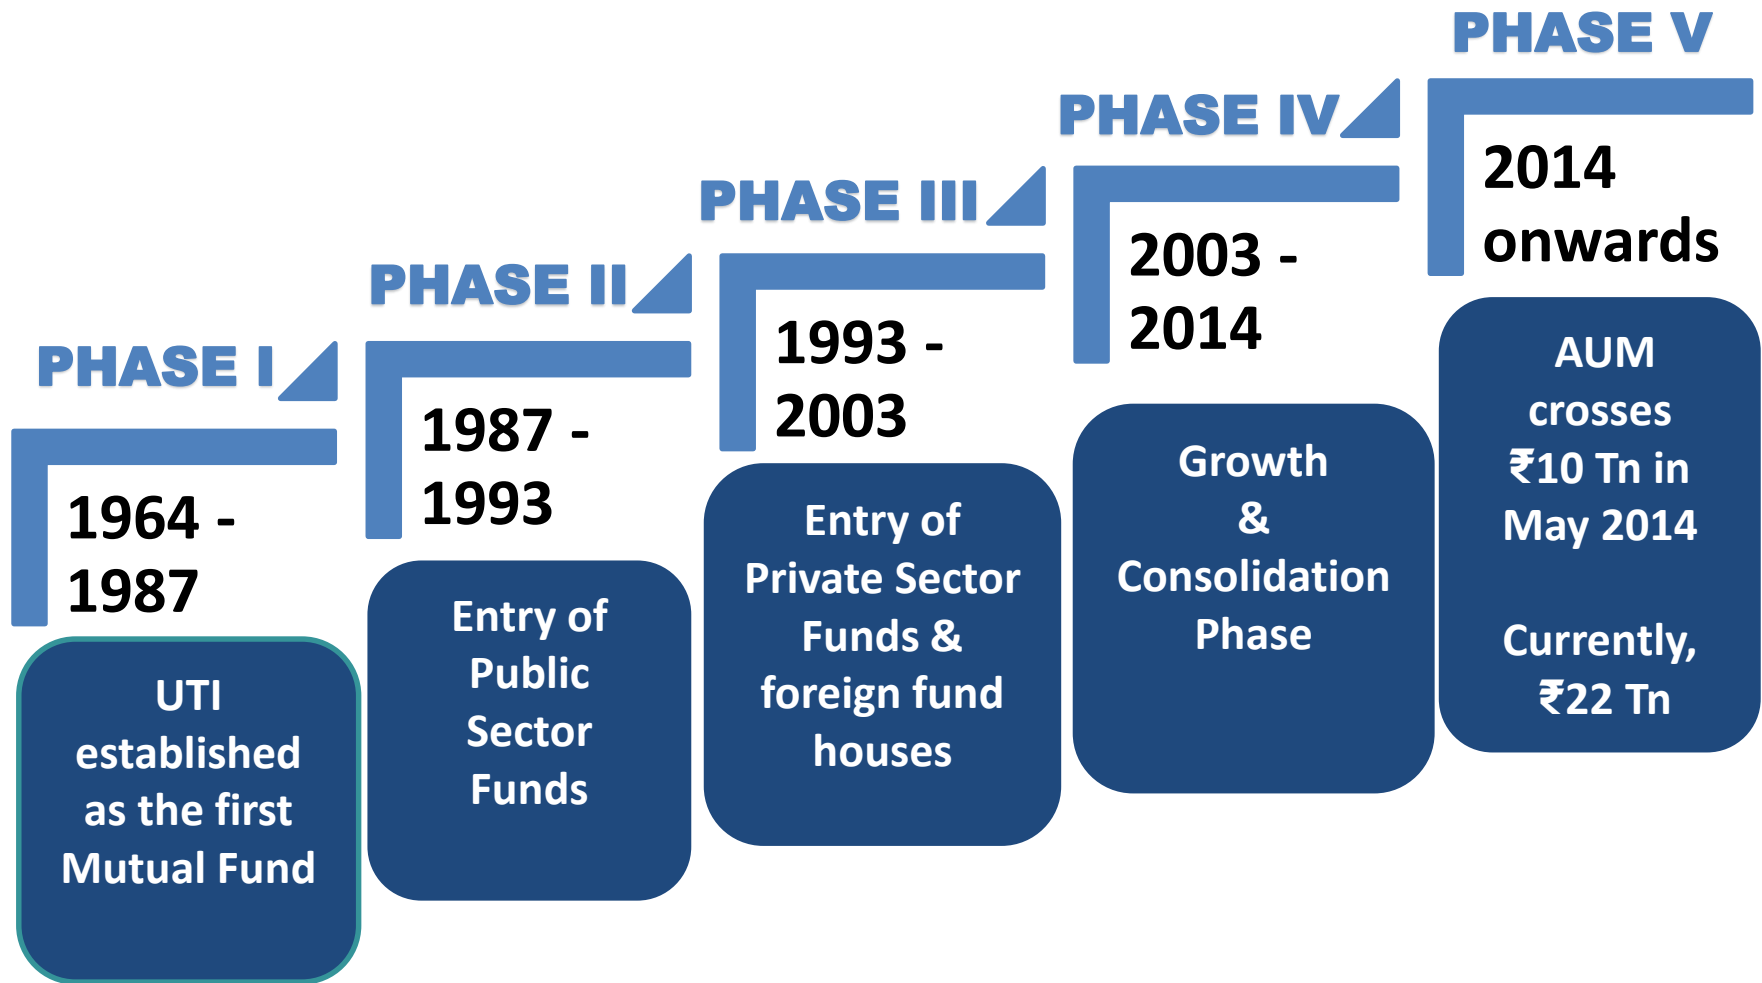 PHASE I
1964 -
1987
UTI
established
as the first
Mutual Fund
PHASE II
1987 -
1993
Entry of
Public
Sector
Funds
PHASE III
1993 -
2003
Entry of
Private Sector
Funds &
foreign fund
houses
PHASE IV
2003 -
2014
Growth
&
Consolidation
Phase
PHASE V
2014
onwards
AUM
crosses
₹10 Tn in
May 2014
Currently,
₹22 Tn